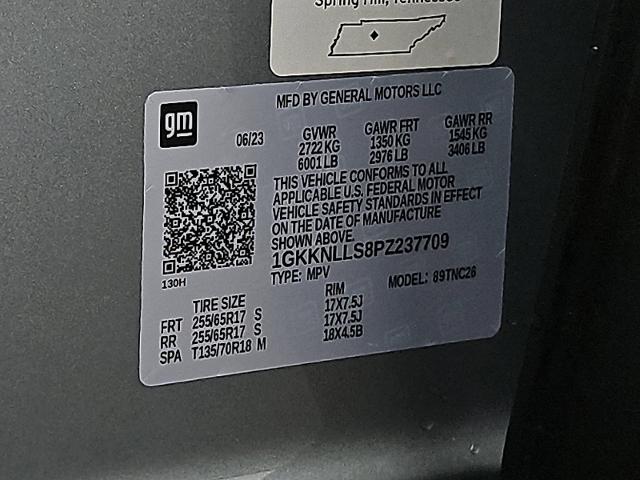 Spring Hill, Tennessee
MFD BY GENERAL MOTORS LLC
gm
06/23 GVWR GAWR FRT GAWR RR
2722 KG 1350 KG 1545 KG
6001 LB 2976 LB 3406 LB
THIS VEHICLE CONFORMS TO ALL
APPLICABLE U.S. FEDERAL MOTOR
VEHICLE SAFETY STANDARDS IN EFFECT
ON THE DATE OF MANUFACTURE
SHOWN ABOVE.
1GKKNLLS8PZ237709
130H
TYPE: MPV MODEL: 89TNC26
TIRE SIZE RIM
FRT 255/65R17 S 17X7.5J
RR 255/65R17 S 17X7.5J
SPA T135/70R18 M 18X4.5B